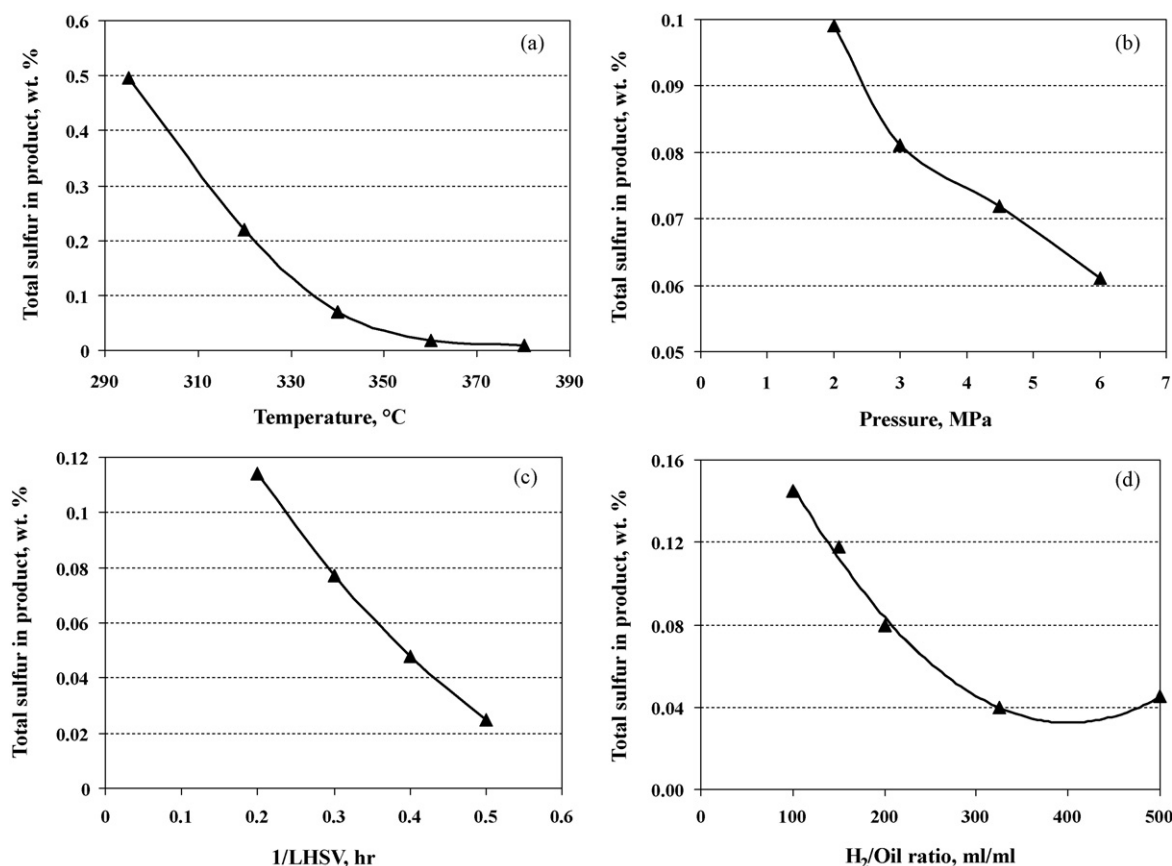 (a)
Total sulfur in product, wt. %
0.6
0.5
0.4
0.3
0.2
0.1
0
290 310 330 350 370 390
Temperature, °C
(b)
Total sulfur in product, wt. %
0.1
0.09
0.08
0.07
0.06
0.05
0 1 2 3 4 5 6 7
Pressure, MPa
(c)
Total sulfur in product, wt. %
0.12
0.1
0.08
0.06
0.04
0.02
0
0 0.1 0.2 0.3 0.4 0.5 0.6
1/LHSV, hr
(d)
Total sulfur in product, wt. %
0.16
0.12
0.08
0.04
0.00
0 100 200 300 400 500
H₂/Oil ratio, ml/ml